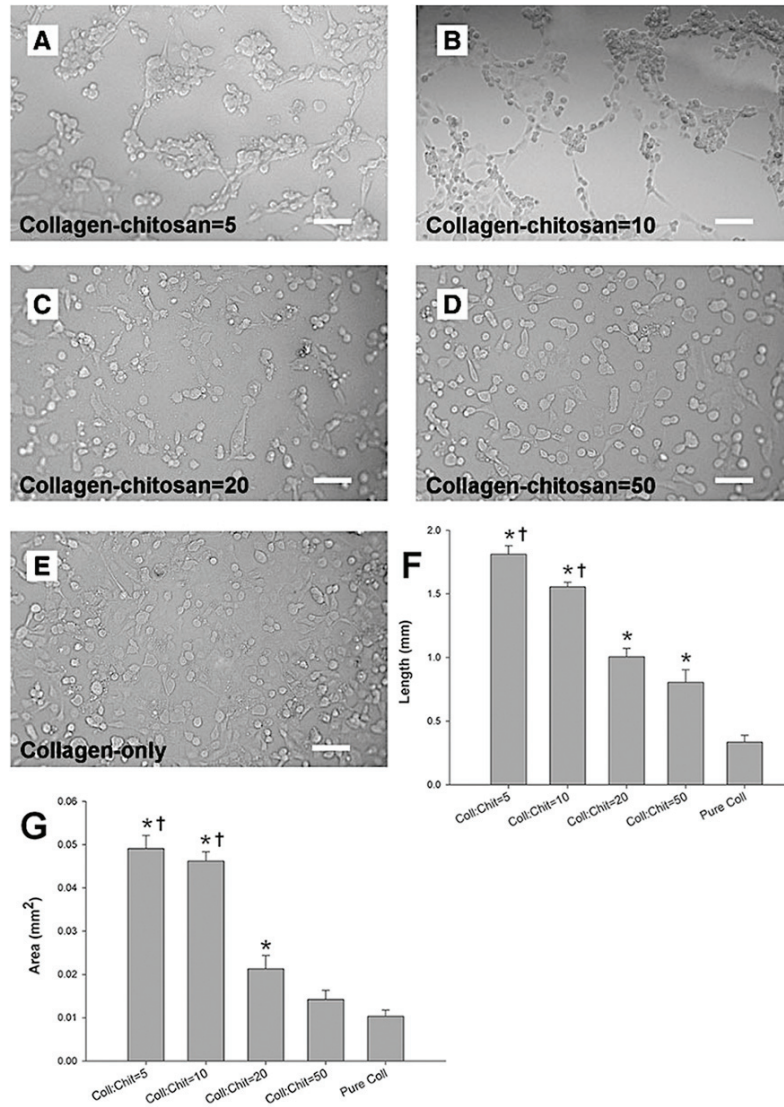 A
Collagen-chitosan=5
B
Collagen-chitosan=10
C
Collagen-chitosan=20
D
Collagen-chitosan=50
E
Collagen-only
F
Length (mm)
2.0
1.5
1.0
0.5
0.0
*†
*†
*
*
Coll:Chit=5
Coll:Chit=10
Coll:Chit=20
Coll:Chit=50
Pure Coll
G
Area (mm²)
0.06
0.05
0.04
0.03
0.02
0.01
0.00
*†
*†
*
Coll:Chit=5
Coll:Chit=10
Coll:Chit=20
Coll:Chit=50
Pure Coll